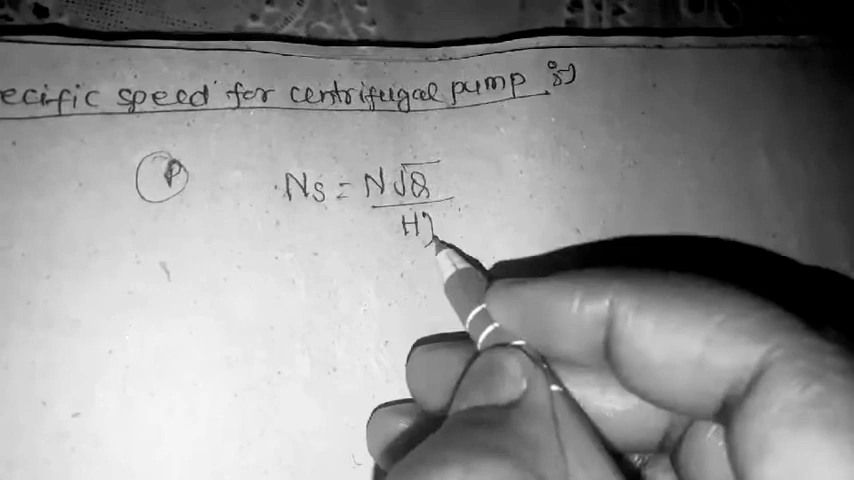 ecific speed for centrifugal pump is
P
Ns = N√Q
H